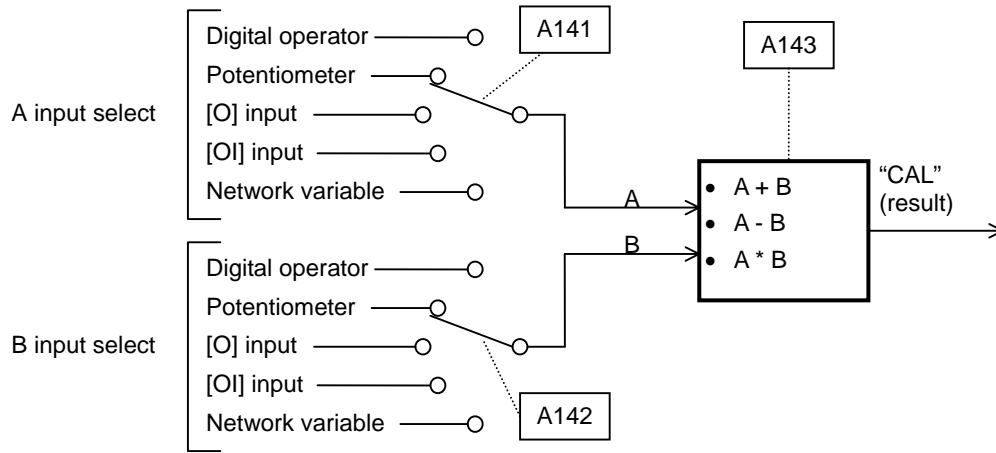 A input select
Digital operator
Potentiometer
[O] input
[OI] input
Network variable
A141
A143
A
B
• A + B
• A - B
• A * B
“CAL”
(result)
B input select
Digital operator
Potentiometer
[O] input
[OI] input
Network variable
A142